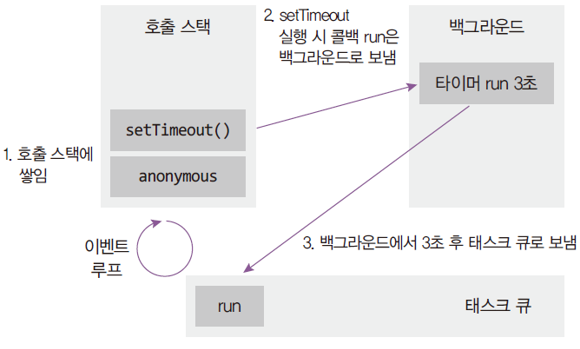 호출 스택
2. setTimeout
실행 시 콜백 run은
백그라운드로 보냄
백그라운드
타이머 run 3초
setTimeout()
1. 호출 스택에
쌓임
anonymous
이벤트
루프
3. 백그라운드에서 3초 후 태스크 큐로 보냄
run
태스크 큐